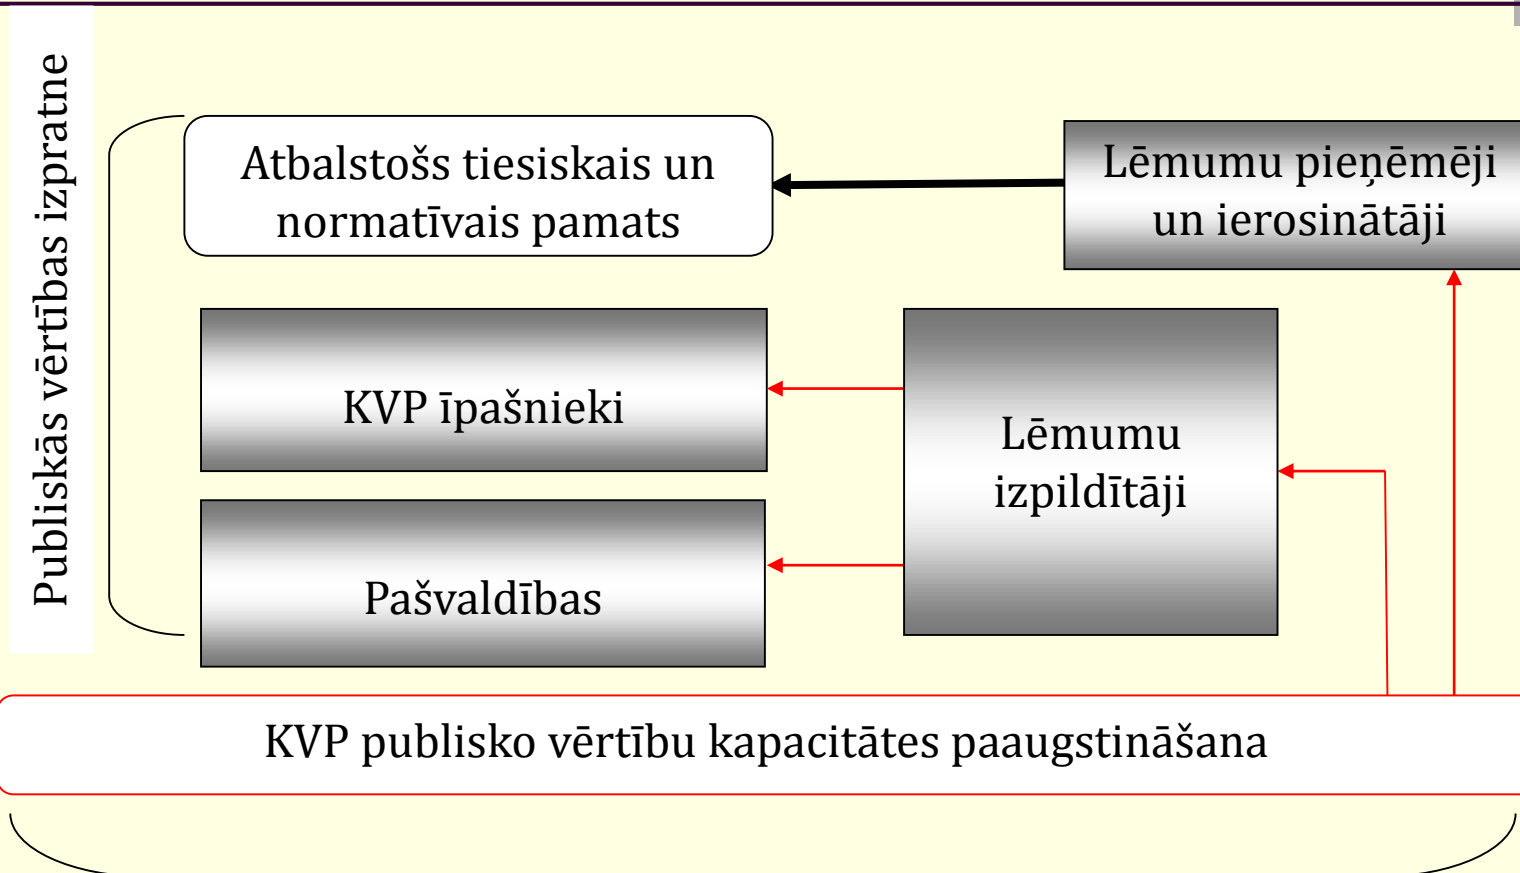 Publiskās vērtības izpratne
Atbalstošs tiesiskais un
normatīvais pamats
Lēmumu pieņēmēji
un ierosinātāji
KVP īpašnieki
Lēmumu
izpildītāji
Pašvaldības
KVP publisko vērtību kapacitātes paaugstināšana